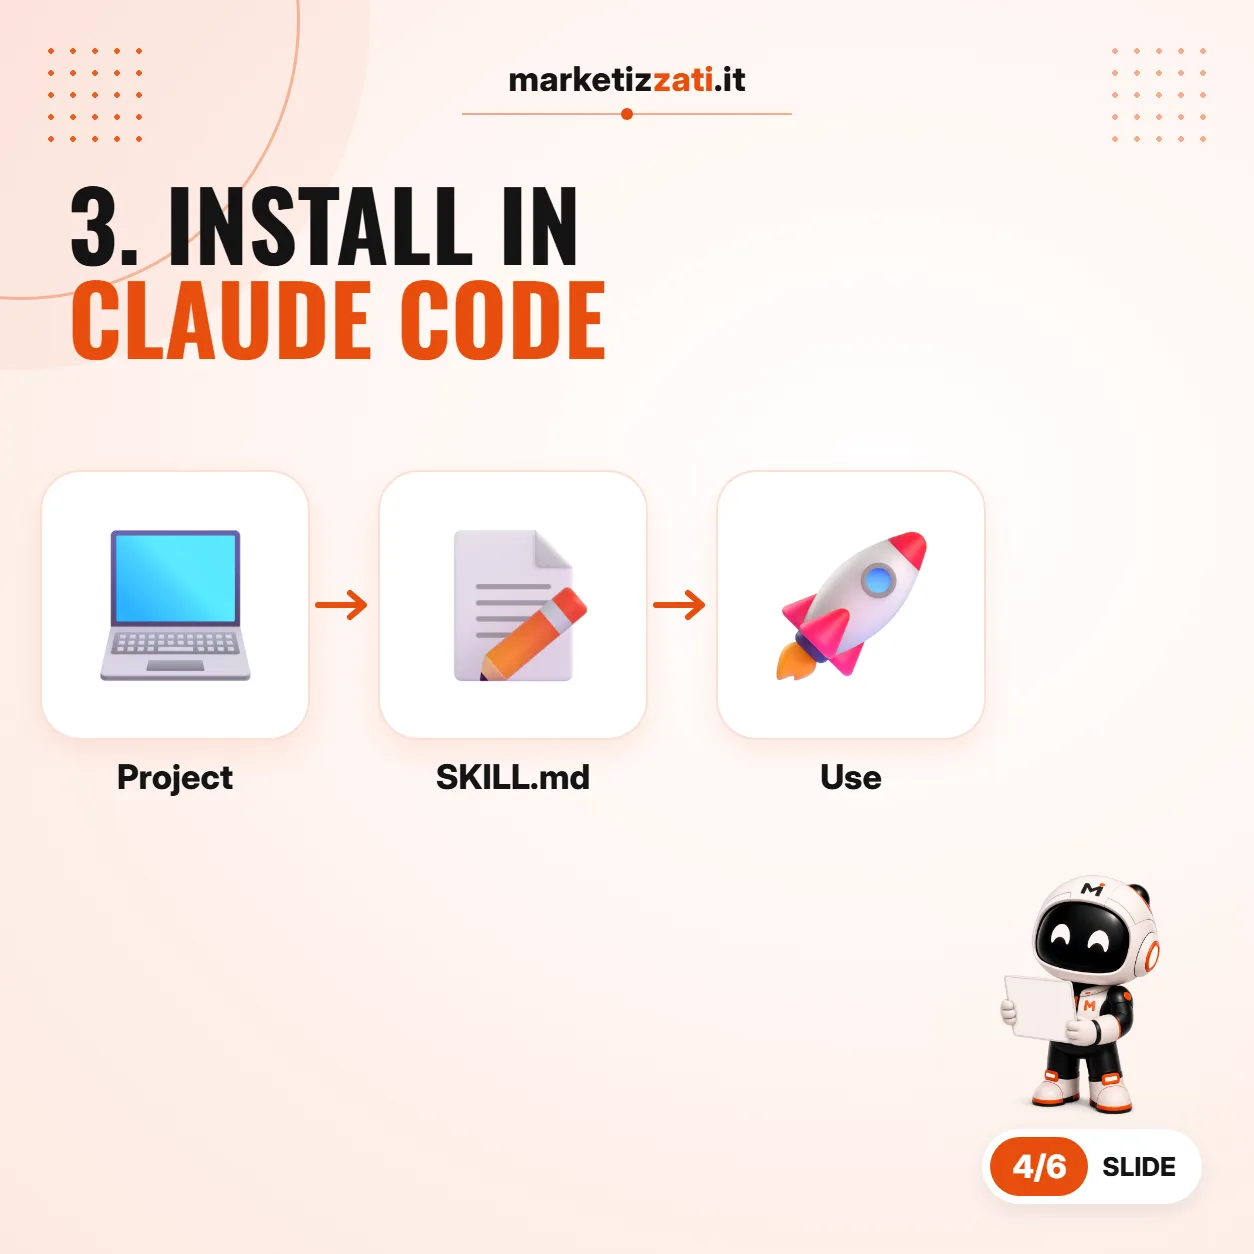 marketizzati.it
3. INSTALL IN
CLAUDE CODE
Project
SKILL.md
Use
M
M
4/6 SLIDE